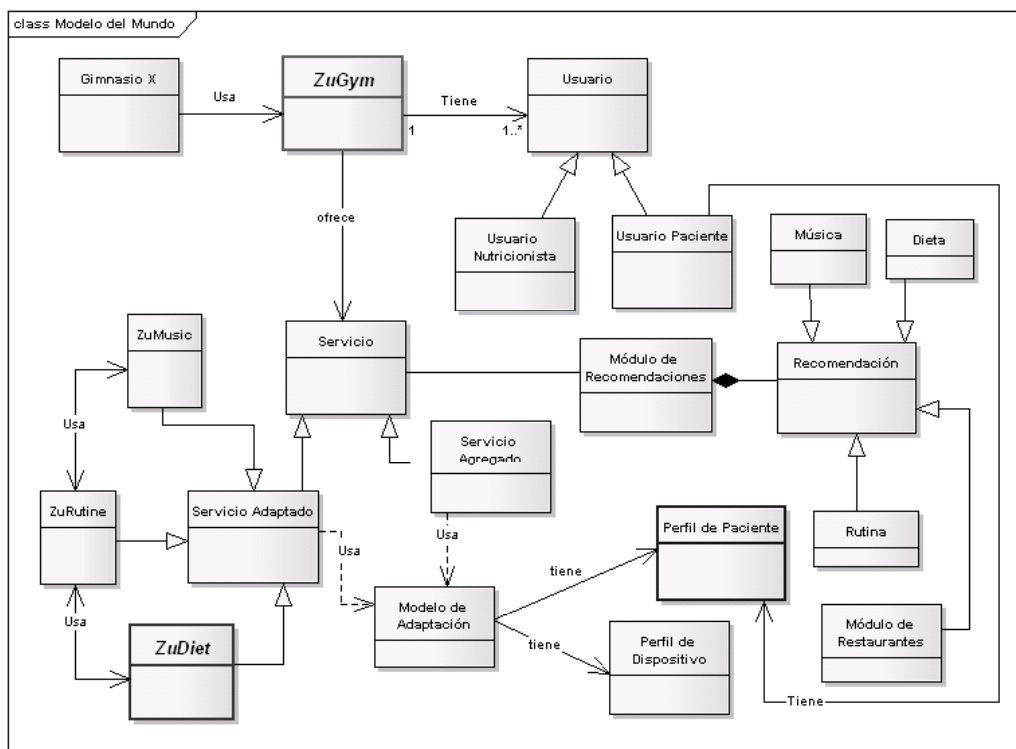 class Modelo del Mundo
Gimnasio X
Usa
ZuGym
Tiene
1
1..*
Usuario
ofrece
Usuario
Nutricionista
Usuario Paciente
Música
Dieta
ZuMusic
Servicio
Módulo de
Recomendaciones
Recomendación
Usa
Servicio
Agregado
ZuRutine
Servicio Adaptado
Usa
Usa
Perfil de Paciente
Rutina
tiene
Modelo de
Adaptación
Usa
ZuDiet
tiene
Perfil de
Dispositivo
Módulo de
Restaurantes
Tiene